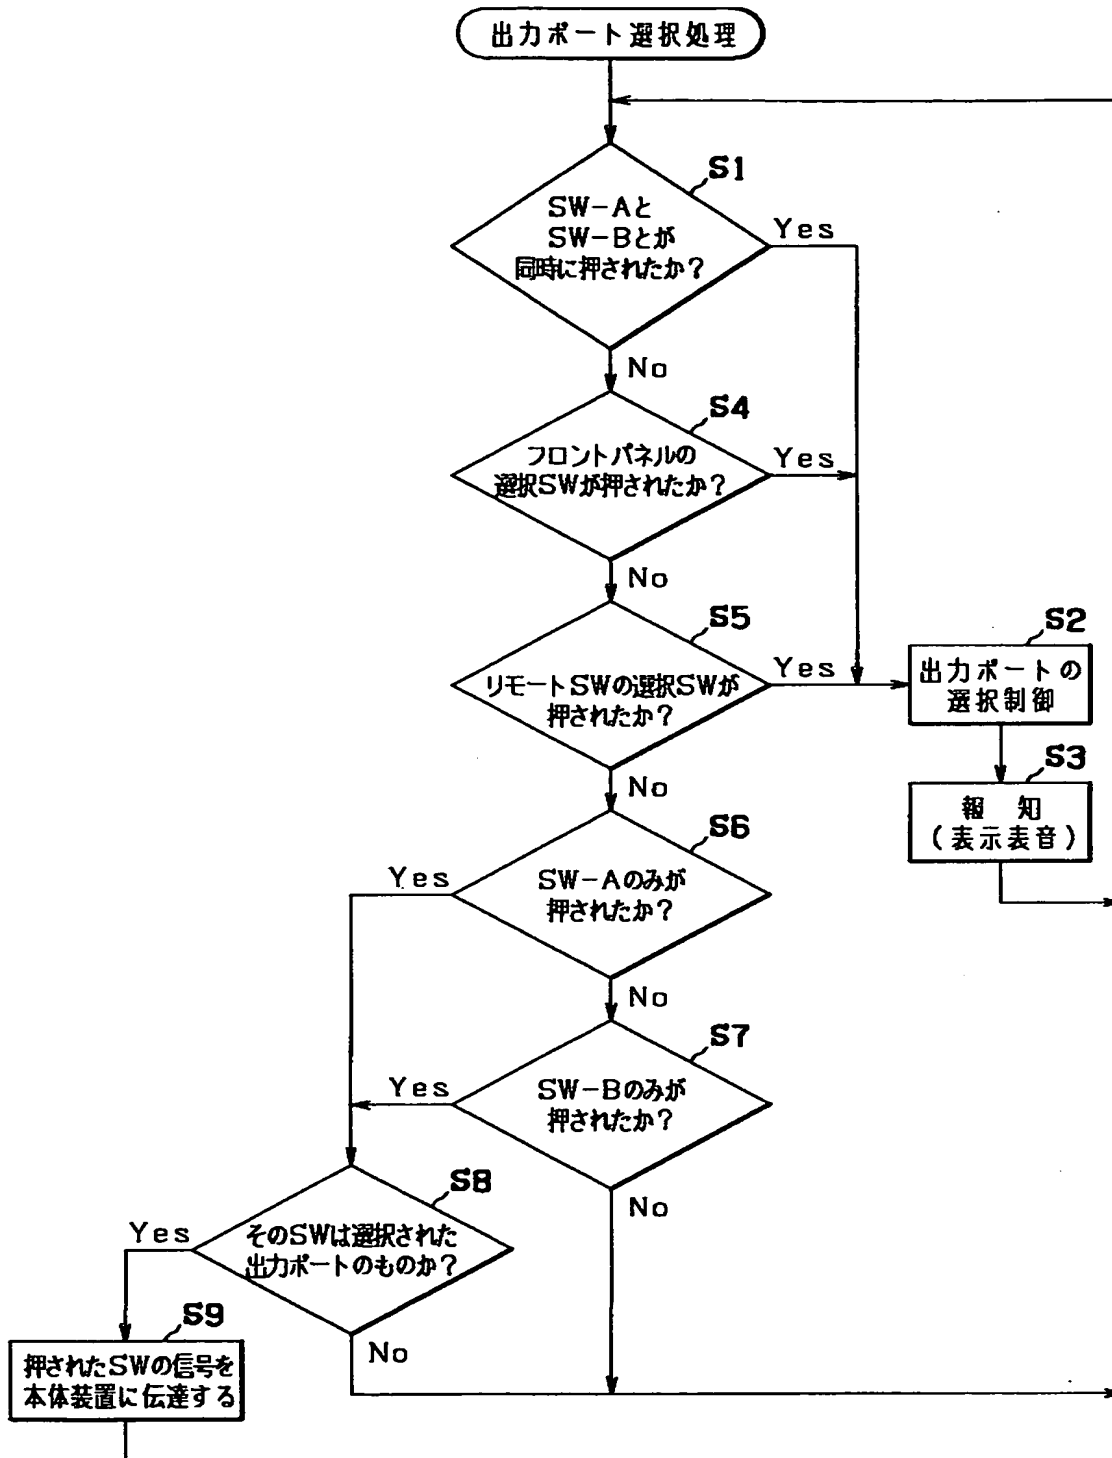 出力ポート選択処理
S1
SW-Aと
SW-Bとが
同時に押されたか？
Yes
No
S4
フロントパネルの
選択SWが押されたか？
Yes
No
S5
リモートSWの選択SWが
押されたか？
Yes
No
S2
出力ポートの
選択制御
S3
報知
(表示表音)
S6
SW-Aのみが
押されたか？
Yes
No
S7
SW-Bのみが
押されたか？
Yes
No
S8
そのSWは選択された
出力ポートのものか？
Yes
No
S9
押されたSWの信号を
本体装置に伝達する